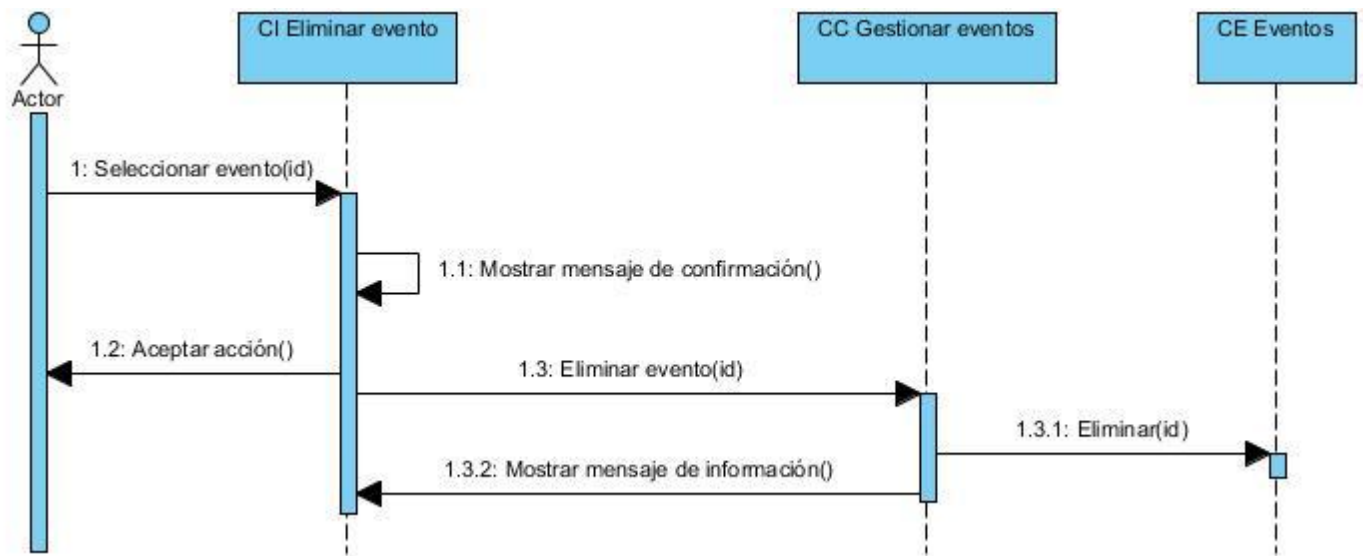 CI Eliminar evento
CC Gestionar eventos
CE Eventos
Actor
1: Seleccionar evento(id)
1.1: Mostrar mensaje de confirmación()
1.2: Aceptar acción()
1.3: Eliminar evento(id)
1.3.1: Eliminar(id)
1.3.2: Mostrar mensaje de información()